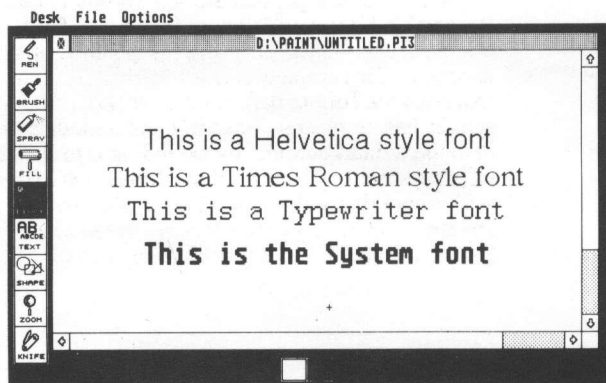 Desk File Options
D:\PAINT\UNTITLED.PI3
PEN
BRUSH
SPRAY
FILL
AB
ABCDE
TEXT
SHAPE
ZOOM
KNIFE
This is a Helvetica style font
This is a Times Roman style font
This is a Typewriter font
This is the System font